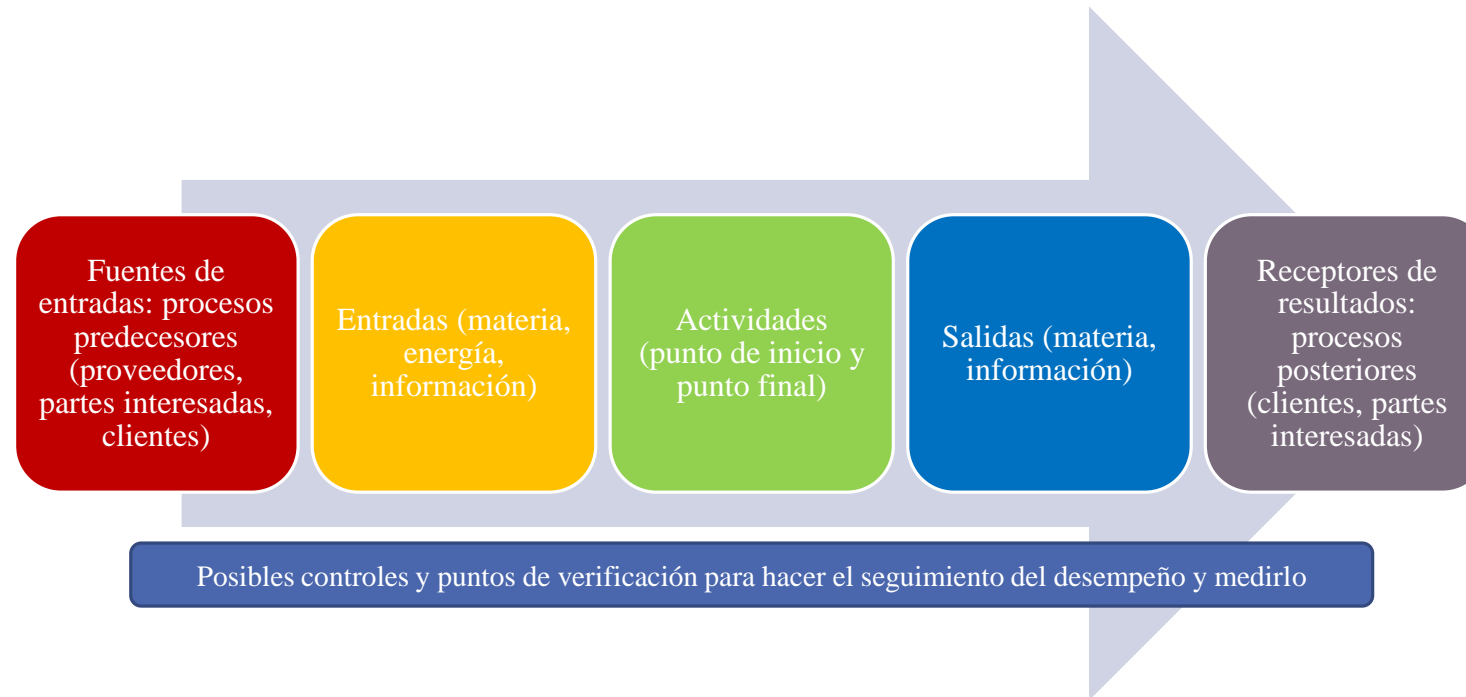 Fuentes de
entradas: procesos
predecesores
(proveedores,
partes interesadas,
clientes)
Entradas (materia,
energía,
información)
Actividades
(punto de inicio y
punto final)
Salidas (materia,
información)
Receptores de
resultados:
procesos
posteriores
(clientes, partes
interesadas)
Posibles controles y puntos de verificación para hacer el seguimiento del desempeño y medirlo